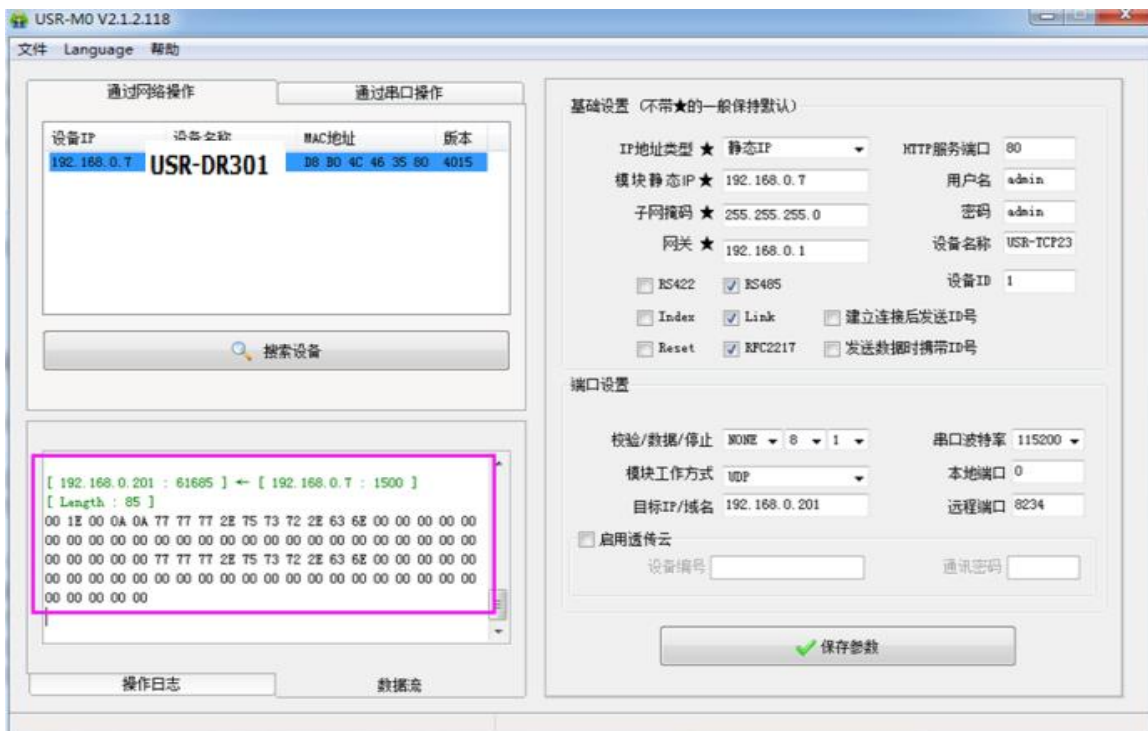 USR-M0 V2.1.2.118
文件 Language 帮助
通过网络操作 通过串口操作
设备IP 设备名称 MAC地址 版本
192.168.0.7 USR-DR301 D8 B0 4C 46 35 80 4015
搜索设备
[ 192.168.0.201 : 61685 ] ← [ 192.168.0.7 : 1500 ]
[ Length : 85 ]
00 1E 00 0A 0A 77 77 77 2E 75 73 72 2E 63 6E 00 00 00 00 00
00 00 00 00 00 00 00 00 00 00 00 00 00 00 00 00 00 00 00 00
00 00 00 00 00 77 77 77 2E 75 73 72 2E 63 6E 00 00 00 00 00
00 00 00 00 00 00 00 00 00 00 00 00 00 00 00 00 00 00 00 00
00 00 00 00 00
操作日志 数据流
基础设置 (不带★的一般保持默认)
IP地址类型 ★ 静态IP HTTP服务端口 80
模块静态IP★ 192.168.0.7 用户名 admin
子网掩码 ★ 255.255.255.0 密码 admin
网关 ★ 192.168.0.1 设备名称 USR-TCP23
RS422 RS485 设备ID 1
Index Link 建立连接后发送ID号
Reset RFC2217 发送数据时携带ID号
端口设置
校验/数据/停止 NONE 8 1 串口波特率 115200
模块工作方式 UDP 本地端口 0
目标IP/域名 192.168.0.201 远程端口 8234
启用透传云
设备编号 通讯密码
保存参数